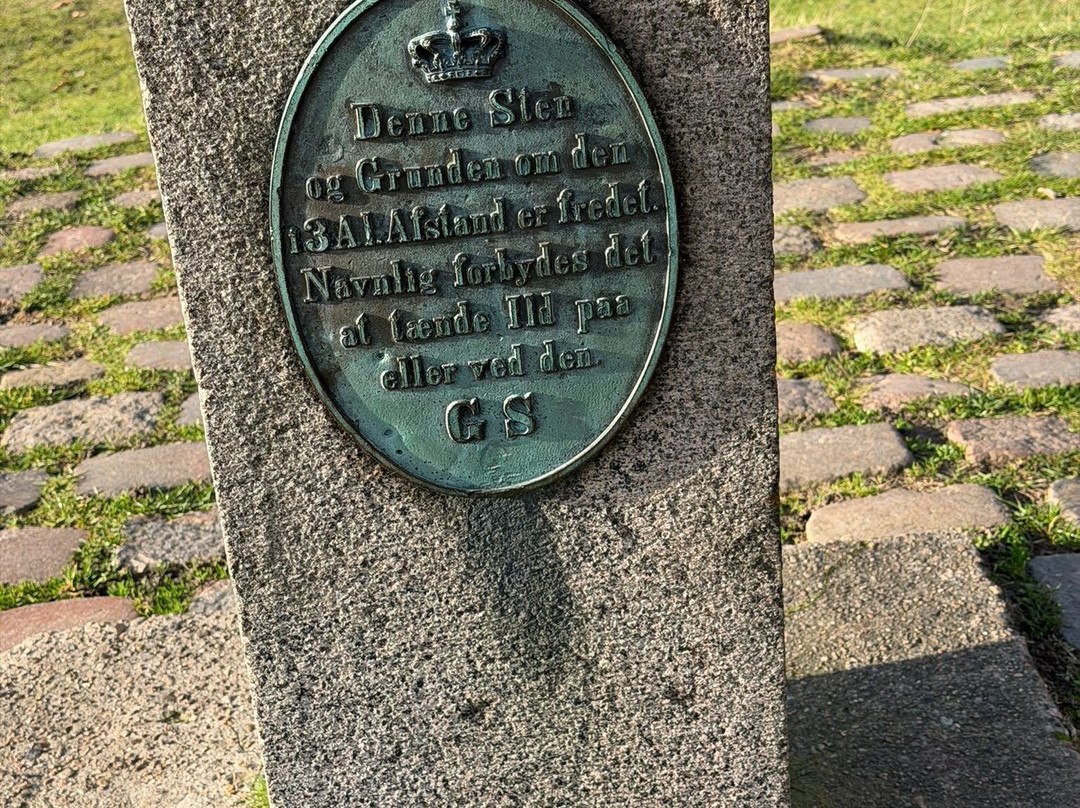 Denne Sten
og Grunden om den
i 3 Al. Afstand er fredet.
Navnlig forbydes det
at tænde Ild paa
eller ved den.
G S